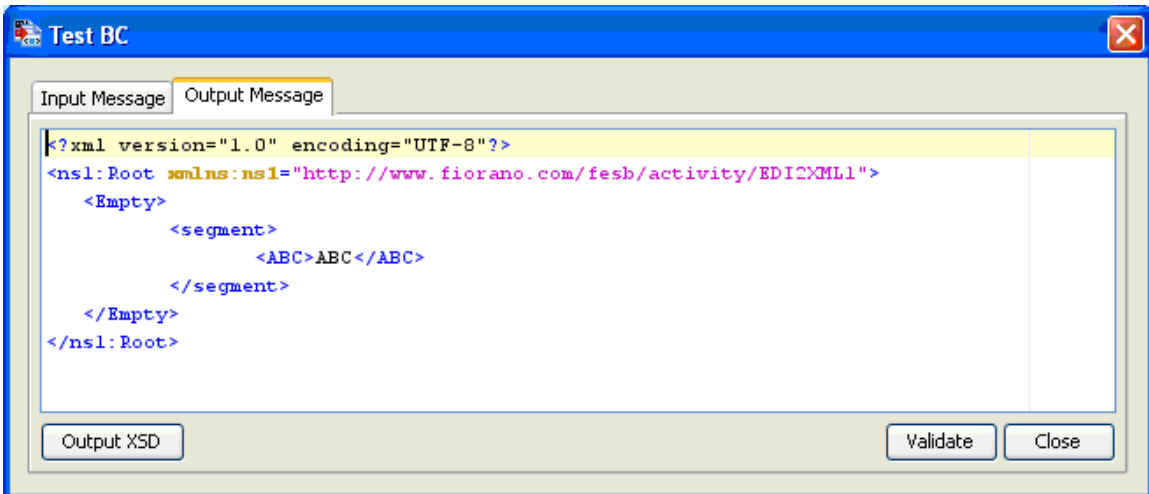 Test BC
Input Message Output Message
<?xml version="1.0" encoding="UTF-8"?>
<ns1:Root xmlns:ns1="http://www.fiorano.com/fesb/activity/EDI2XML1">
<Empty>
<segment>
<ABC>ABC</ABC>
</segment>
</Empty>
</ns1:Root>
Output XSD Validate Close